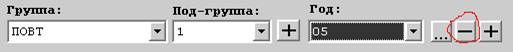 Группа: Под-группа: Год:
ПОВТ 1 + 05 ... − +